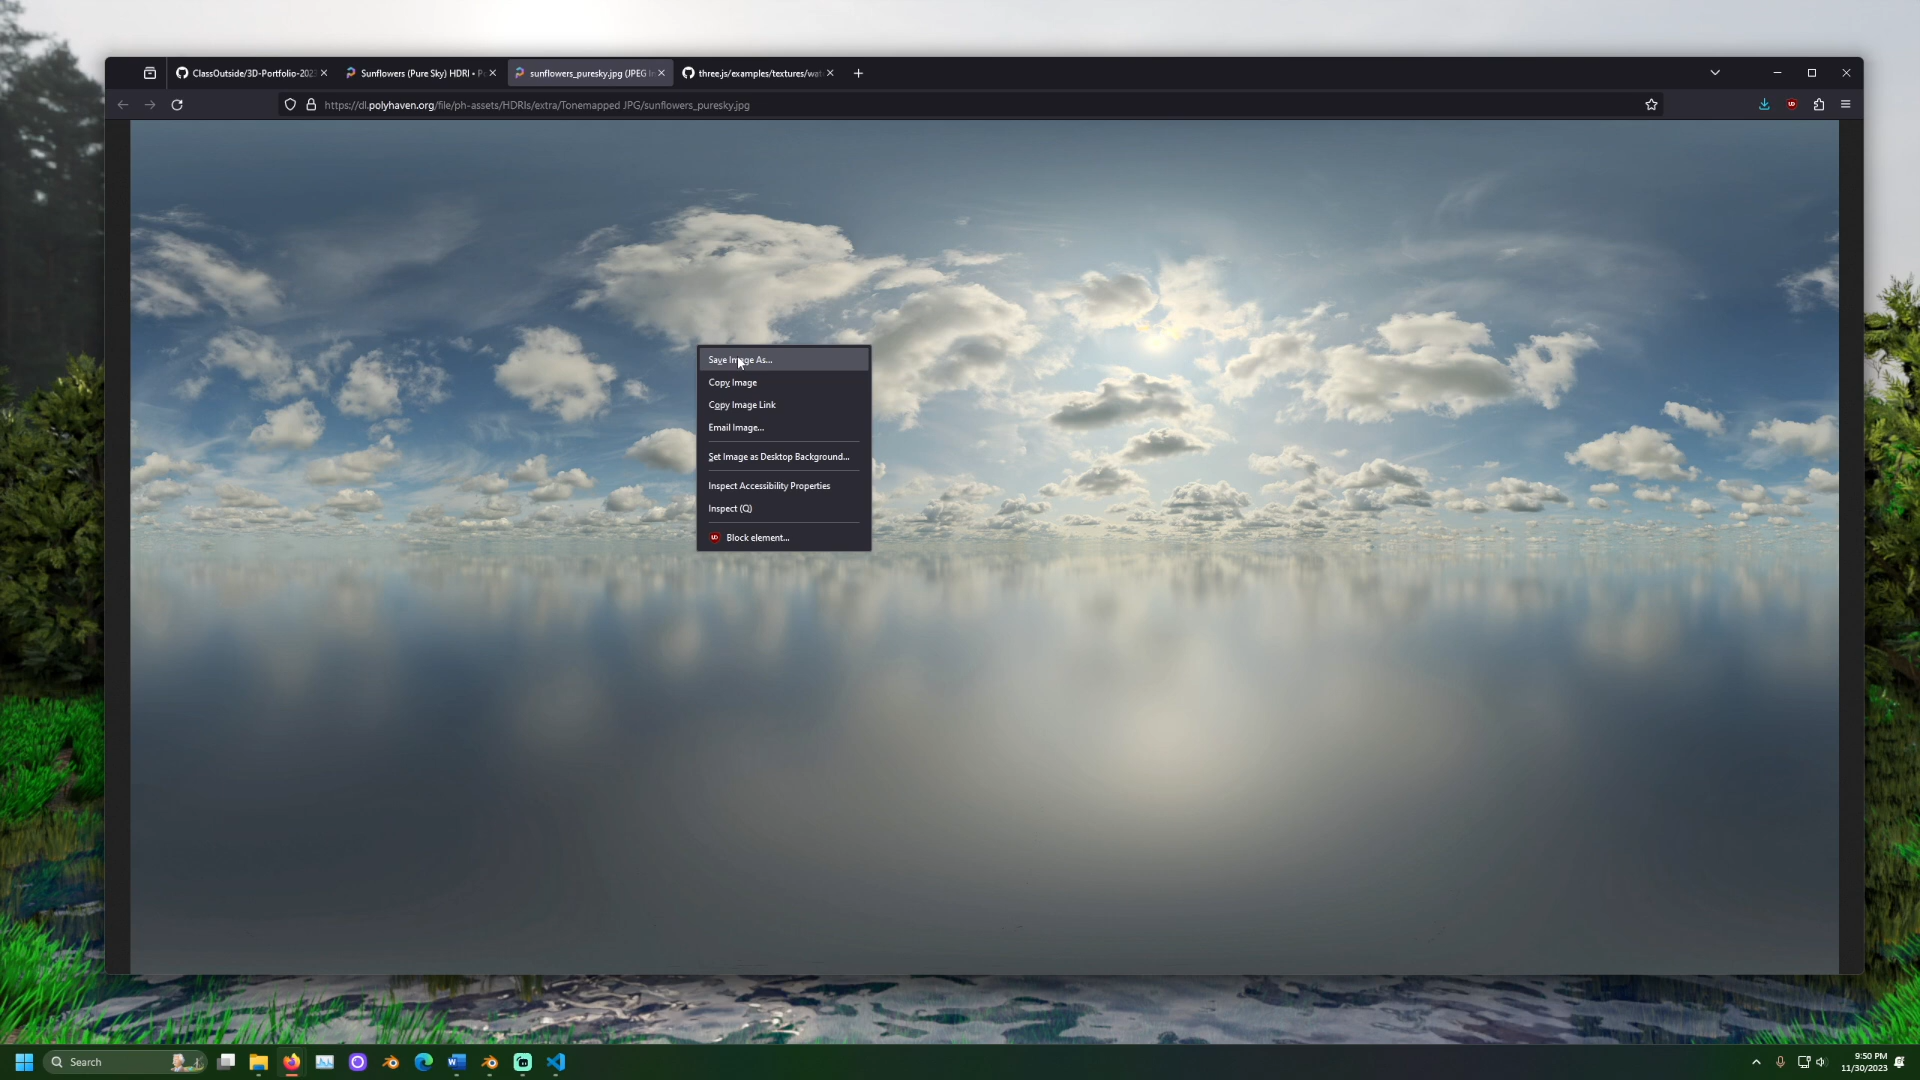 ClassOutside/3D-Portfolio-2023
Sunflowers (Pure Sky) HDRI • P
sunflowers_puresky.jpg (JPEG I
three.js/examples/textures/wat
https://dl.polyhaven.org/file/ph-assets/HDRIs/extra/Tonemapped JPG/sunflowers_puresky.jpg
Save Image As...
Copy Image
Copy Image Link
Email Image...
Set Image as Desktop Background...
Inspect Accessibility Properties
Inspect (Q)
Block element...
Search
9:50 PM
11/30/2023